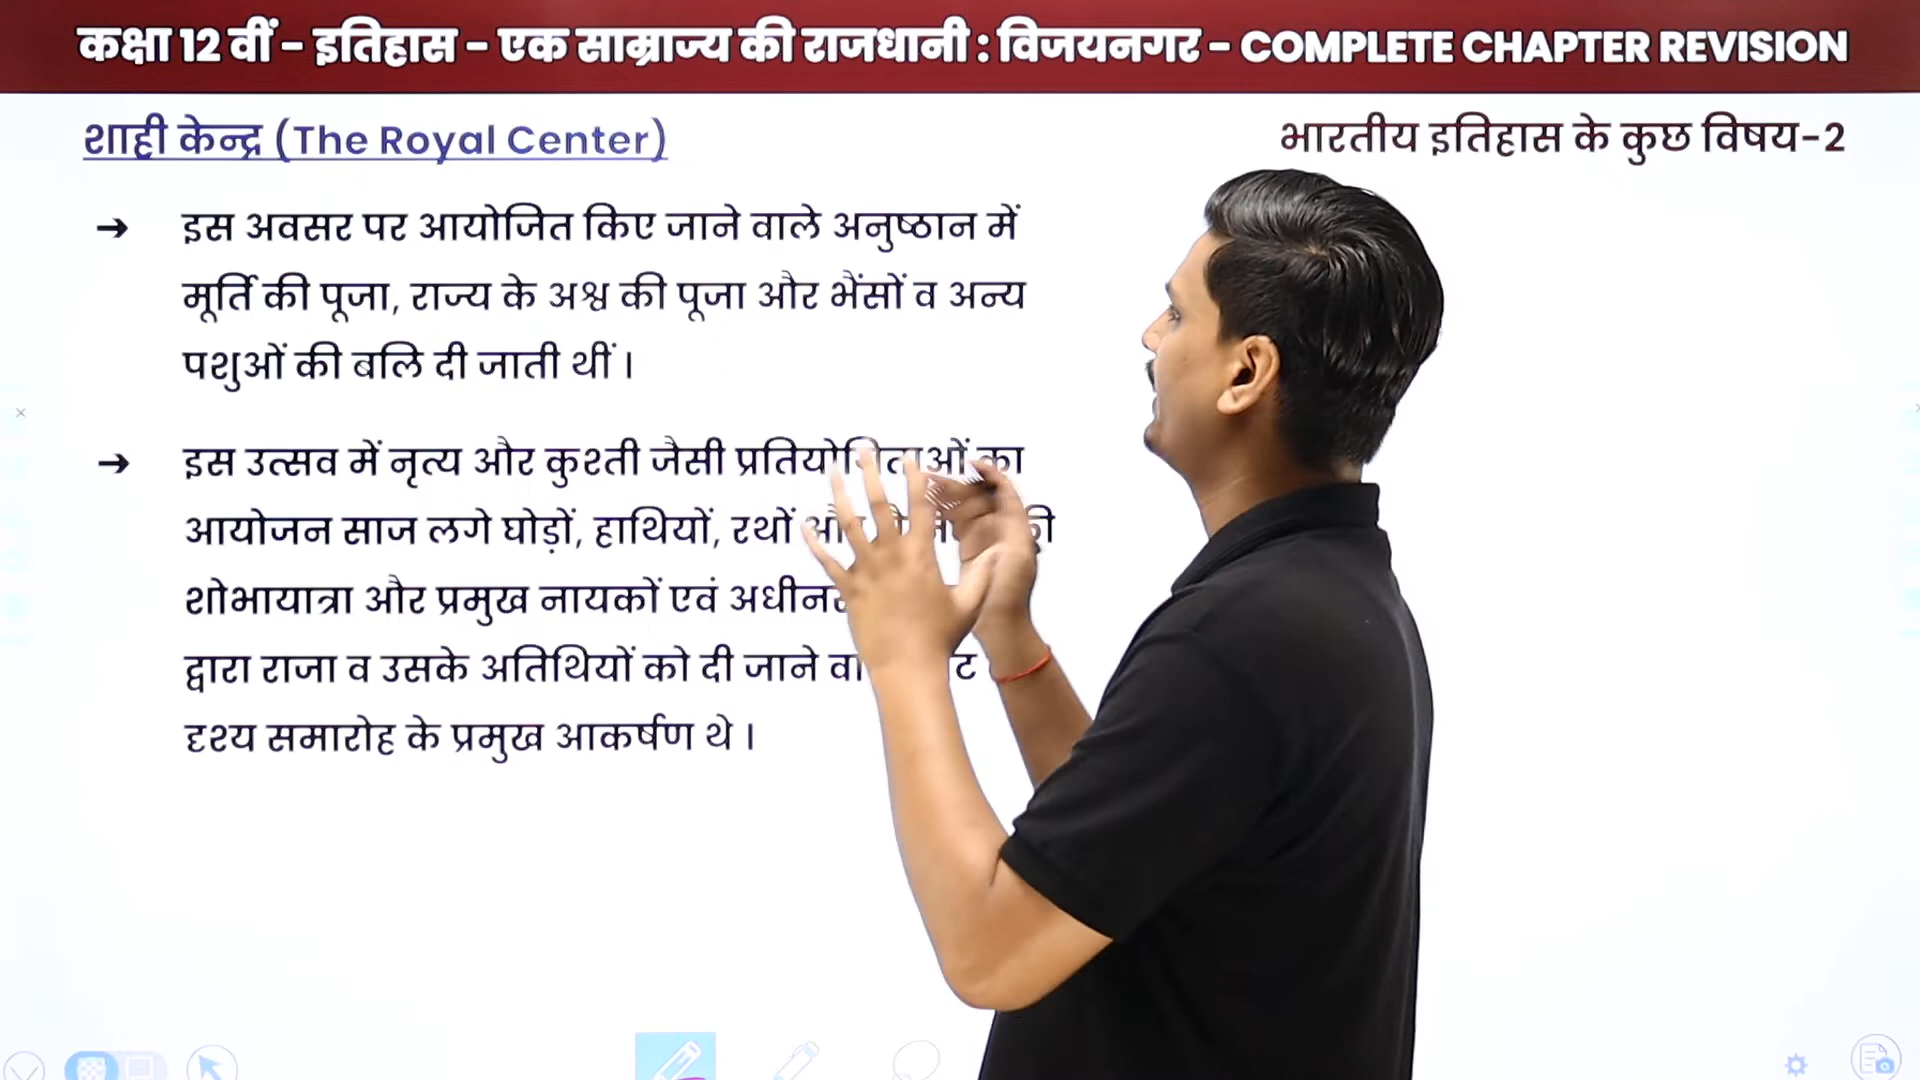 कक्षा 12 वीं - इतिहास - एक साम्राज्य की राजधानी : विजयनगर - COMPLETE CHAPTER REVISION
शाही केन्द्र (The Royal Center)
भारतीय इतिहास के कुछ विषय-2
→ इस अवसर पर आयोजित किए जाने वाले अनुष्ठान में
मूर्ति की पूजा, राज्य के अश्व की पूजा और भैंसों व अन्य
पशुओं की बलि दी जाती थीं ।
→ इस उत्सव में नृत्य और कुश्ती जैसी प्रतियोगिताओं का
आयोजन साज लगे घोड़ों, हाथियों, रथों
शोभायात्रा और प्रमुख नायकों एवं
द्वारा राजा व उसके अतिथियों को दी जाने
दृश्य समारोह के प्रमुख आकर्षण थे ।